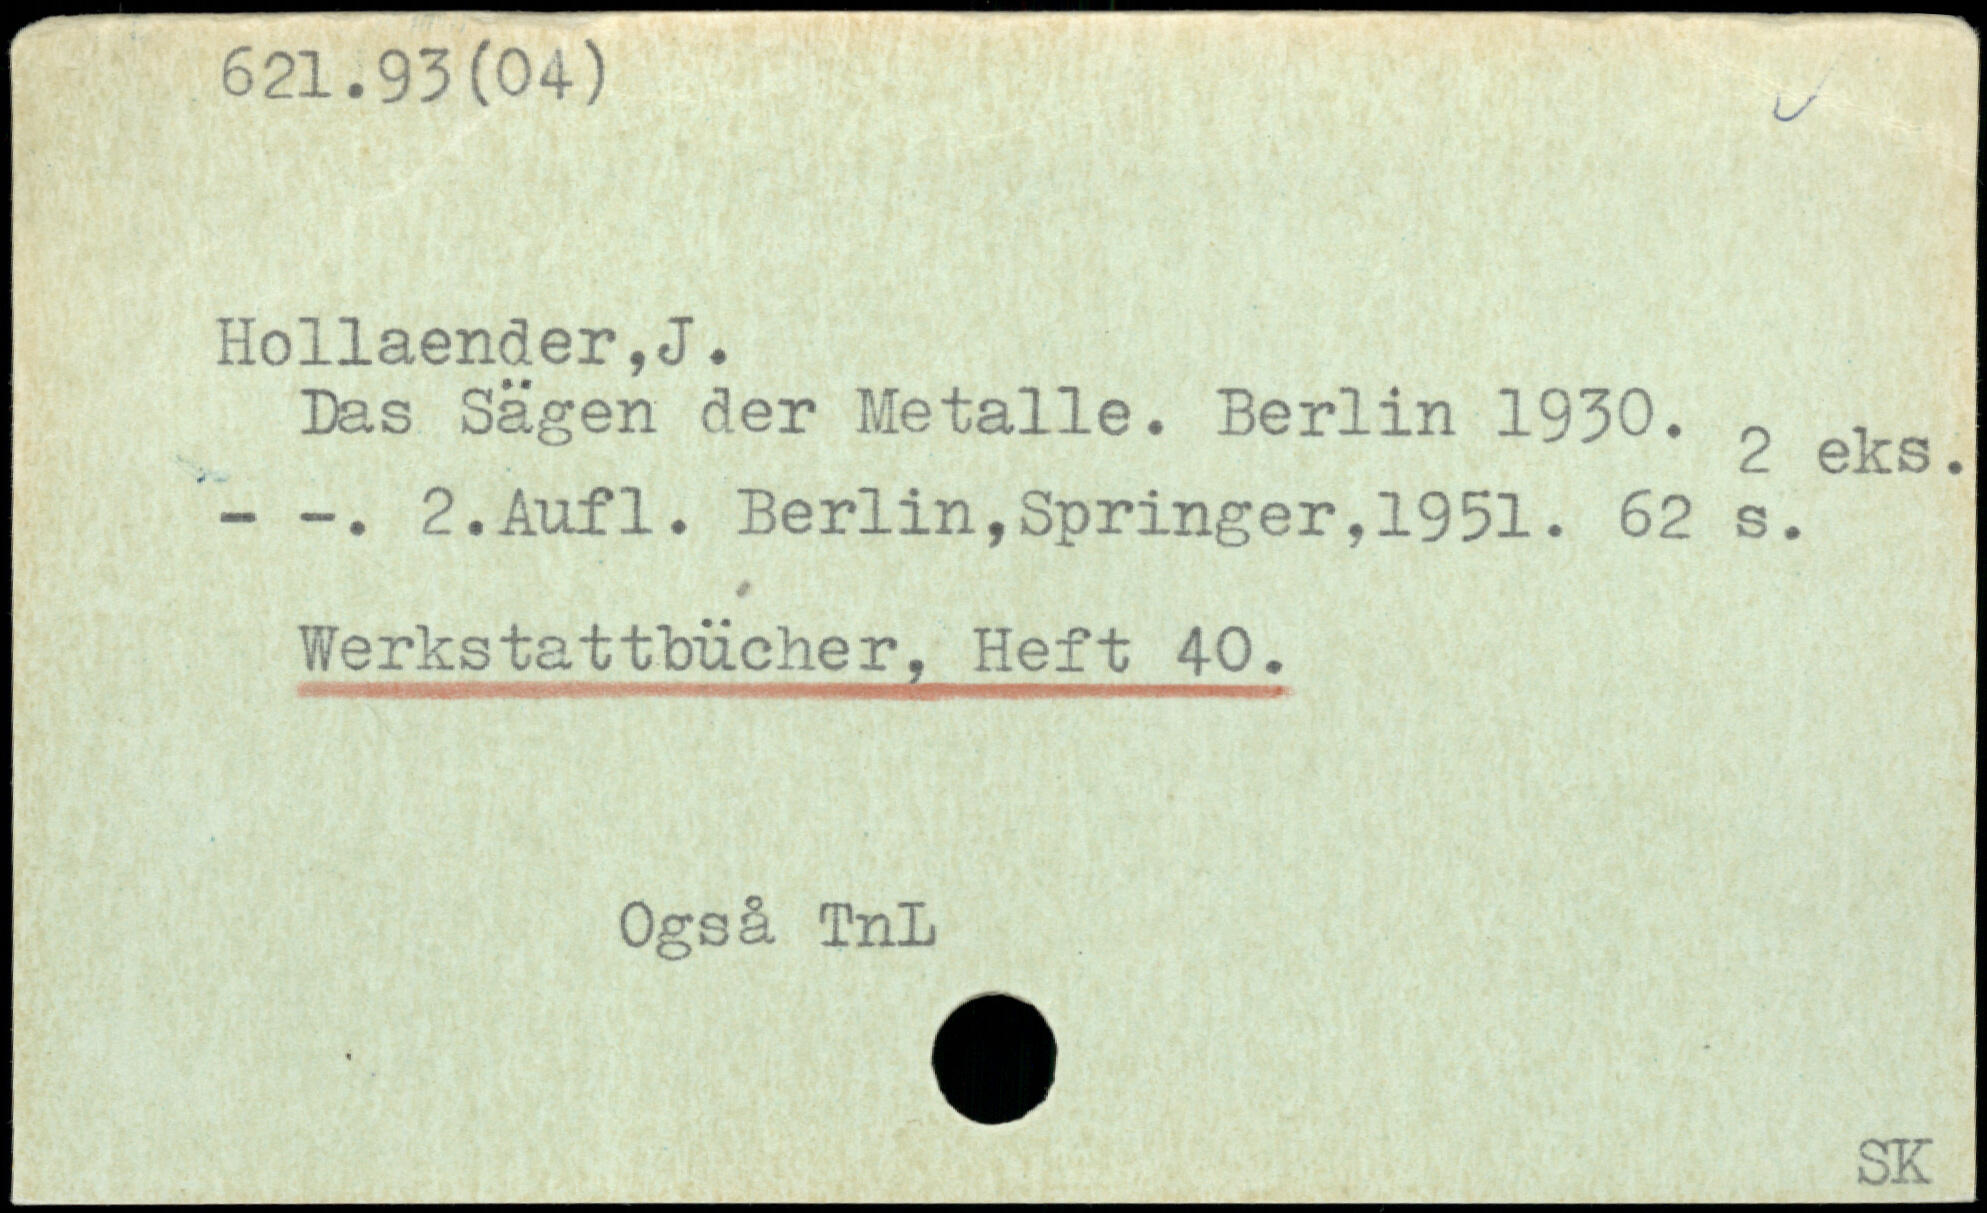 621.93(04)
Hollaender,J.
Das Sägen der Metalle. Berlin 1930.
2 eks.
- -. 2.Aufl. Berlin,Springer,1951. 62 s.
Werkstattbücher, Heft 40.
Også TnL
SK